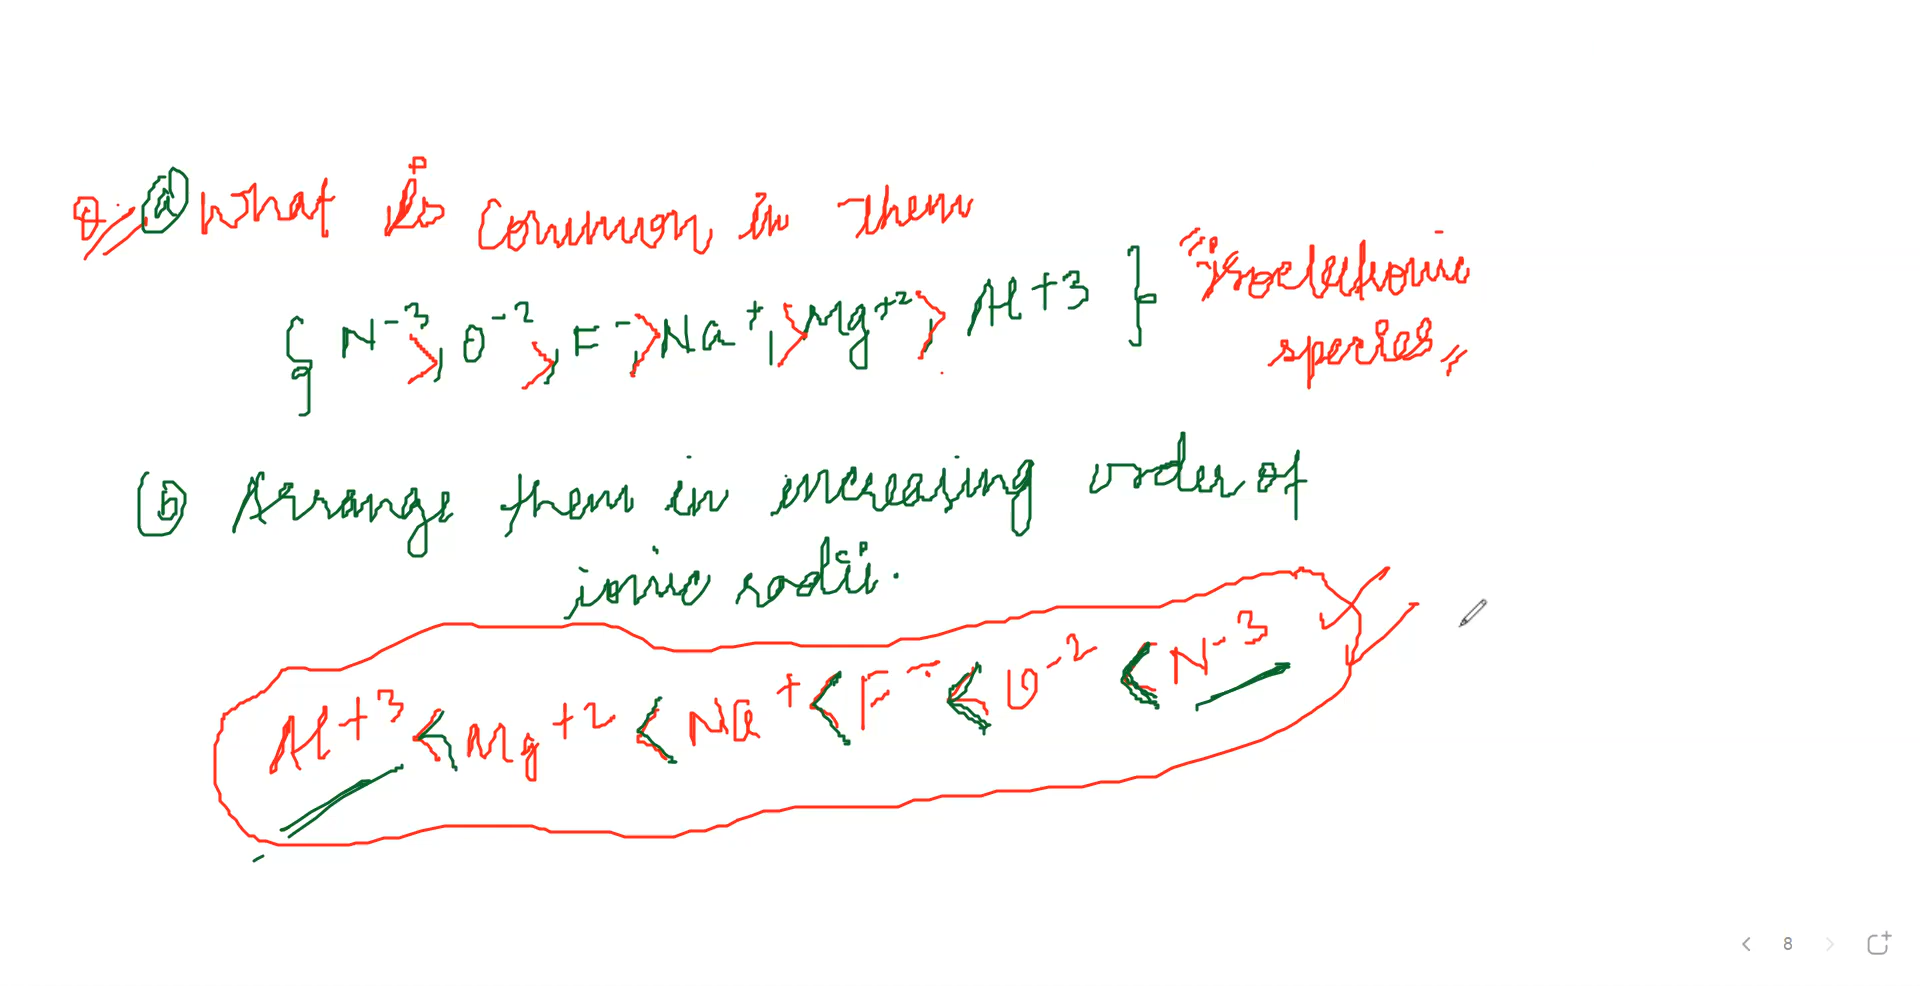 Q. (a) What is common in them
{ N⁻³ > O⁻² > F⁻ > Na⁺ > Mg⁺² > Al⁺³ } "isoelectronic
species"
(b) Arrange them in increasing order of
ionic radii.
Al⁺³ < Mg⁺² < Na⁺ < F⁻ < O⁻² < N⁻³
8